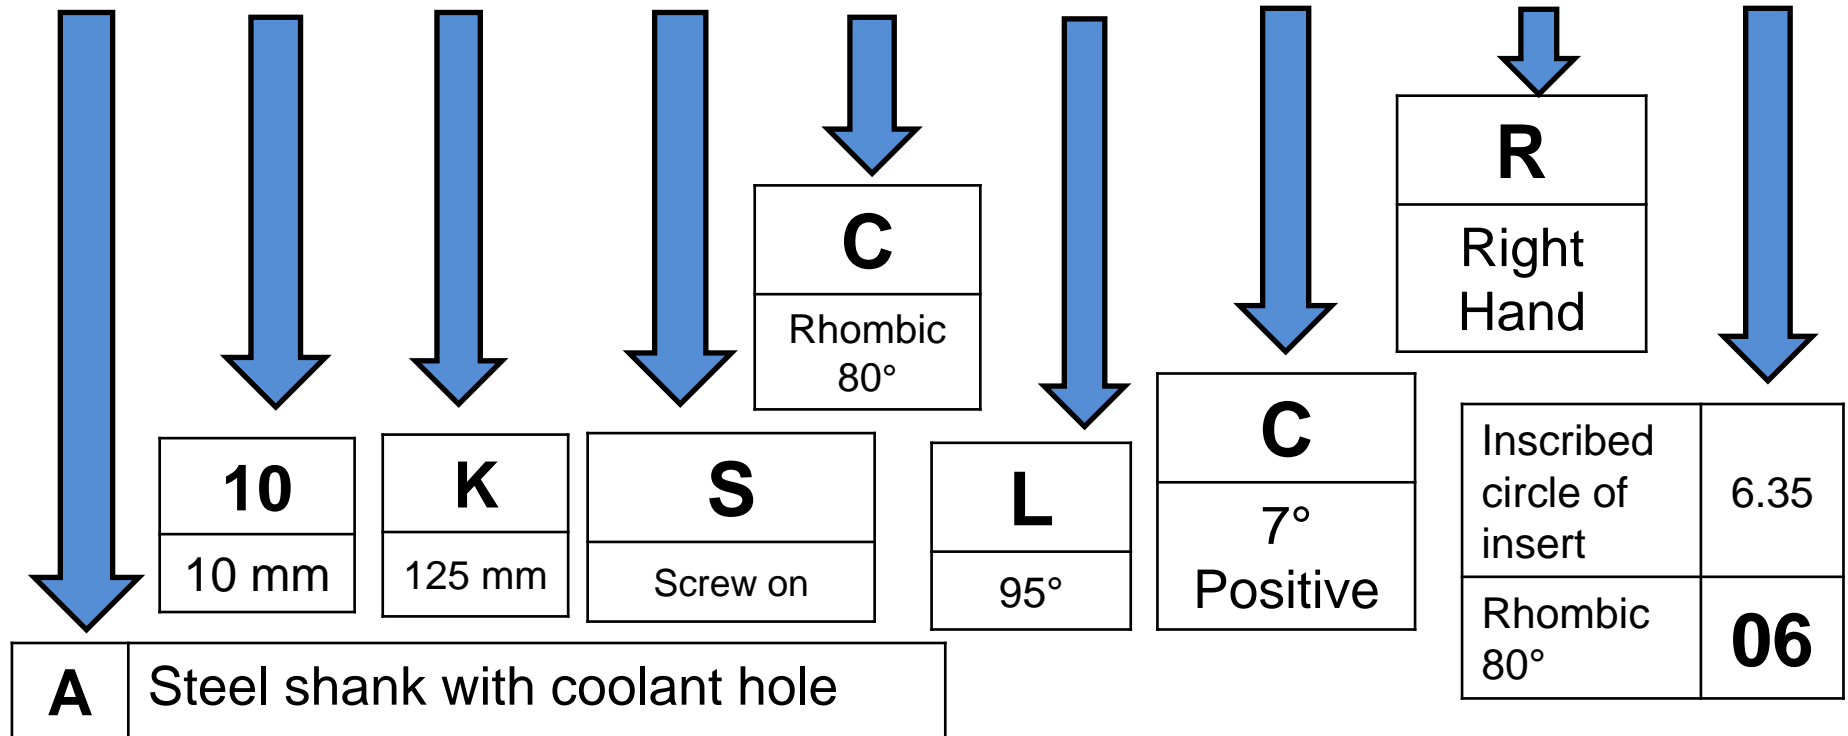 R
Right
Hand
C
Rhombic
80°
10
10 mm
K
125 mm
S
Screw on
L
95°
C
7°
Positive
Inscribed
circle of
insert
6.35
Rhombic
80°
06
A
Steel shank with coolant hole